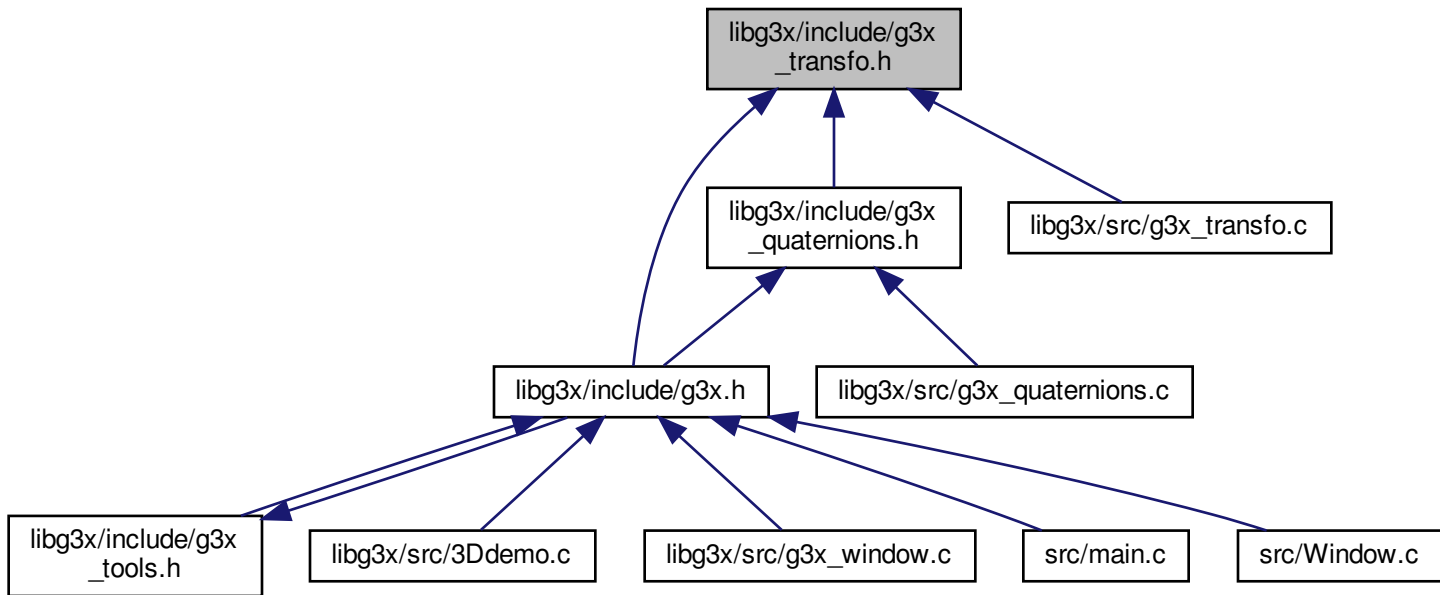 libg3x/include/g3x
_transfo.h
libg3x/include/g3x
_quaternions.h
libg3x/src/g3x_transfo.c
libg3x/include/g3x.h
libg3x/src/g3x_quaternions.c
libg3x/include/g3x
_tools.h
libg3x/src/3Ddemo.c
libg3x/src/g3x_window.c
src/main.c
src/Window.c